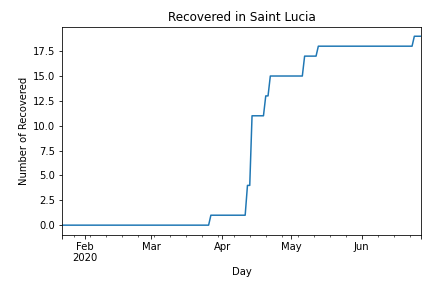 Recovered in Saint Lucia
Number of Recovered
17.5
15.0
12.5
10.0
7.5
5.0
2.5
0.0
Feb Mar Apr May Jun
2020
Day